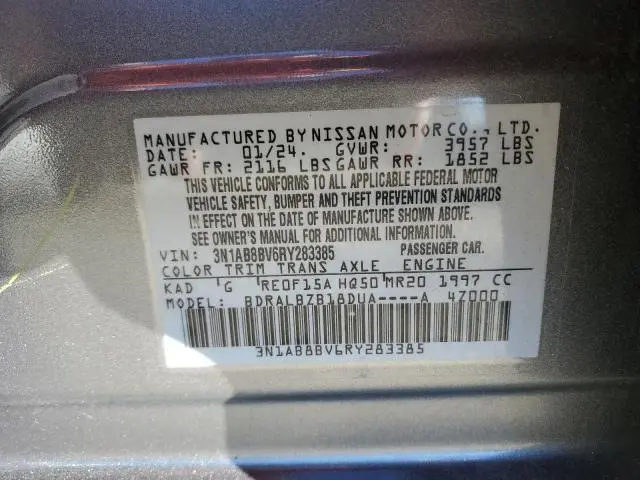 MANUFACTURED BY NISSAN MOTOR CO., LTD.
DATE: 01/24. GVWR: 3957 LBS
GAWR FR: 2116 LBS GAWR RR: 1852 LBS
THIS VEHICLE CONFORMS TO ALL APPLICABLE FEDERAL MOTOR
VEHICLE SAFETY, BUMPER AND THEFT PREVENTION STANDARDS
IN EFFECT ON THE DATE OF MANUFACTURE SHOWN ABOVE.
SEE OWNER'S MANUAL FOR ADDITIONAL INFORMATION.
VIN: 3N1AB8BV6RY283385 PASSENGER CAR.
COLOR TRIM TRANS AXLE ENGINE
KAD G RE0F15A HQ50 MR20 1997 CC
MODEL: BDRALBZB18DUA----A 4Z000
3N1AB8BV6RY283385